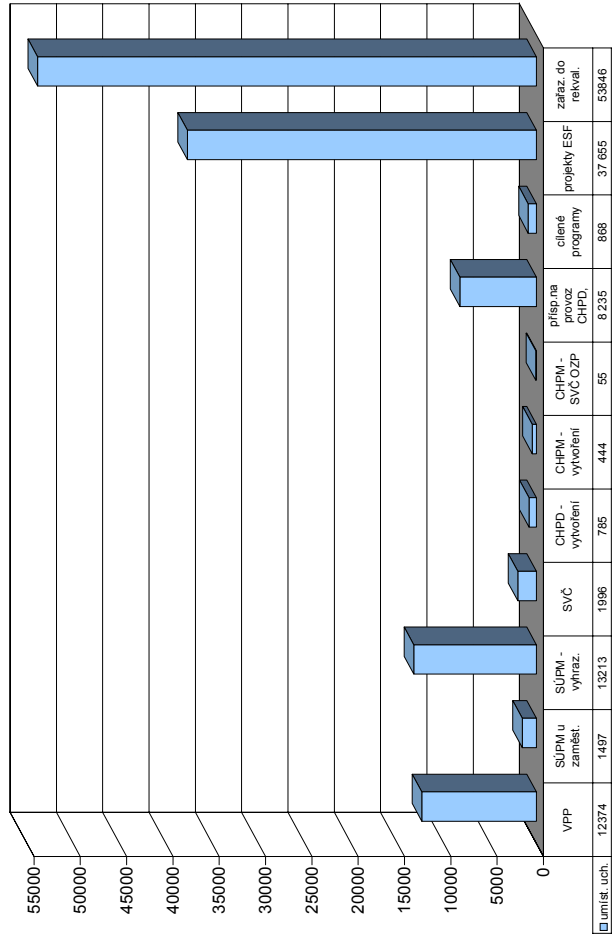 55000
50000
45000
40000
35000
30000
25000
20000
15000
10000
5000
0
VPP
SÚPM u
zaměst.
SÚPM -
vyhraz.
SVČ
CHPD -
vytvoření
CHPM -
vytvoření
CHPM -
SVČ OZP
přísp.na
provoz
CHPD,
cílené
programy
projekty ESF
zařaz. do
rekval.
umíst. uch.
12374
1497
13213
1996
785
444
55
8 235
868
37 655
53846